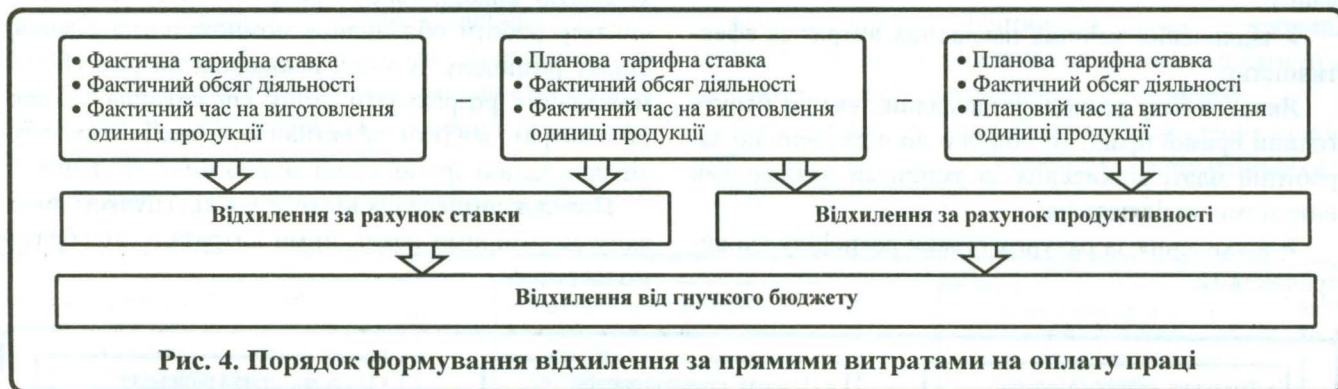 • Фактична тарифна ставка
• Фактичний обсяг діяльності
• Фактичний час на виготовлення
одиниці продукції
• Планова тарифна ставка
• Фактичний обсяг діяльності
• Фактичний час на виготовлення
одиниці продукції
• Планова тарифна ставка
• Фактичний обсяг діяльності
• Плановий час на виготовлення
одиниці продукції
Відхилення за рахунок ставки
Відхилення за рахунок продуктивності
Відхилення від гнучкого бюджету
Рис. 4. Порядок формування відхилення за прямими витратами на оплату праці